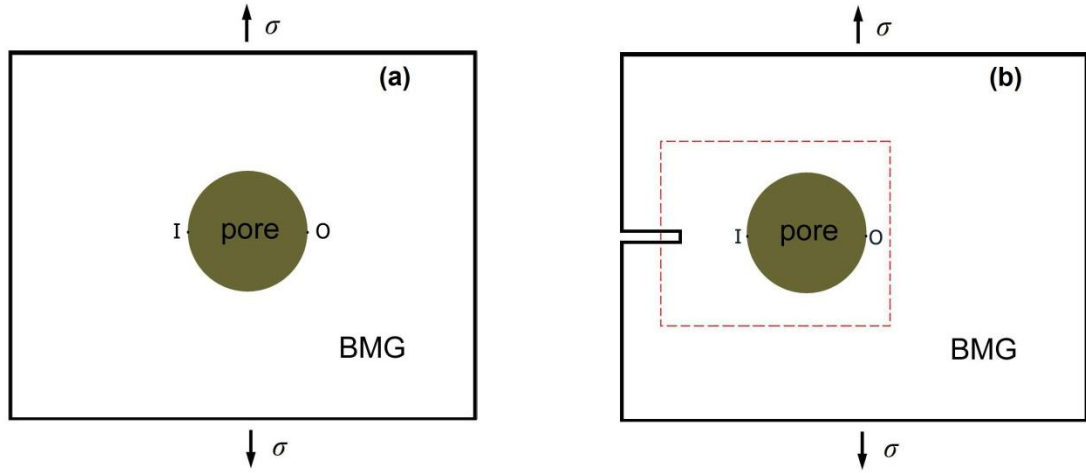 σ
(a)
I pore O
BMG
σ
σ
(b)
I pore O
BMG
σ